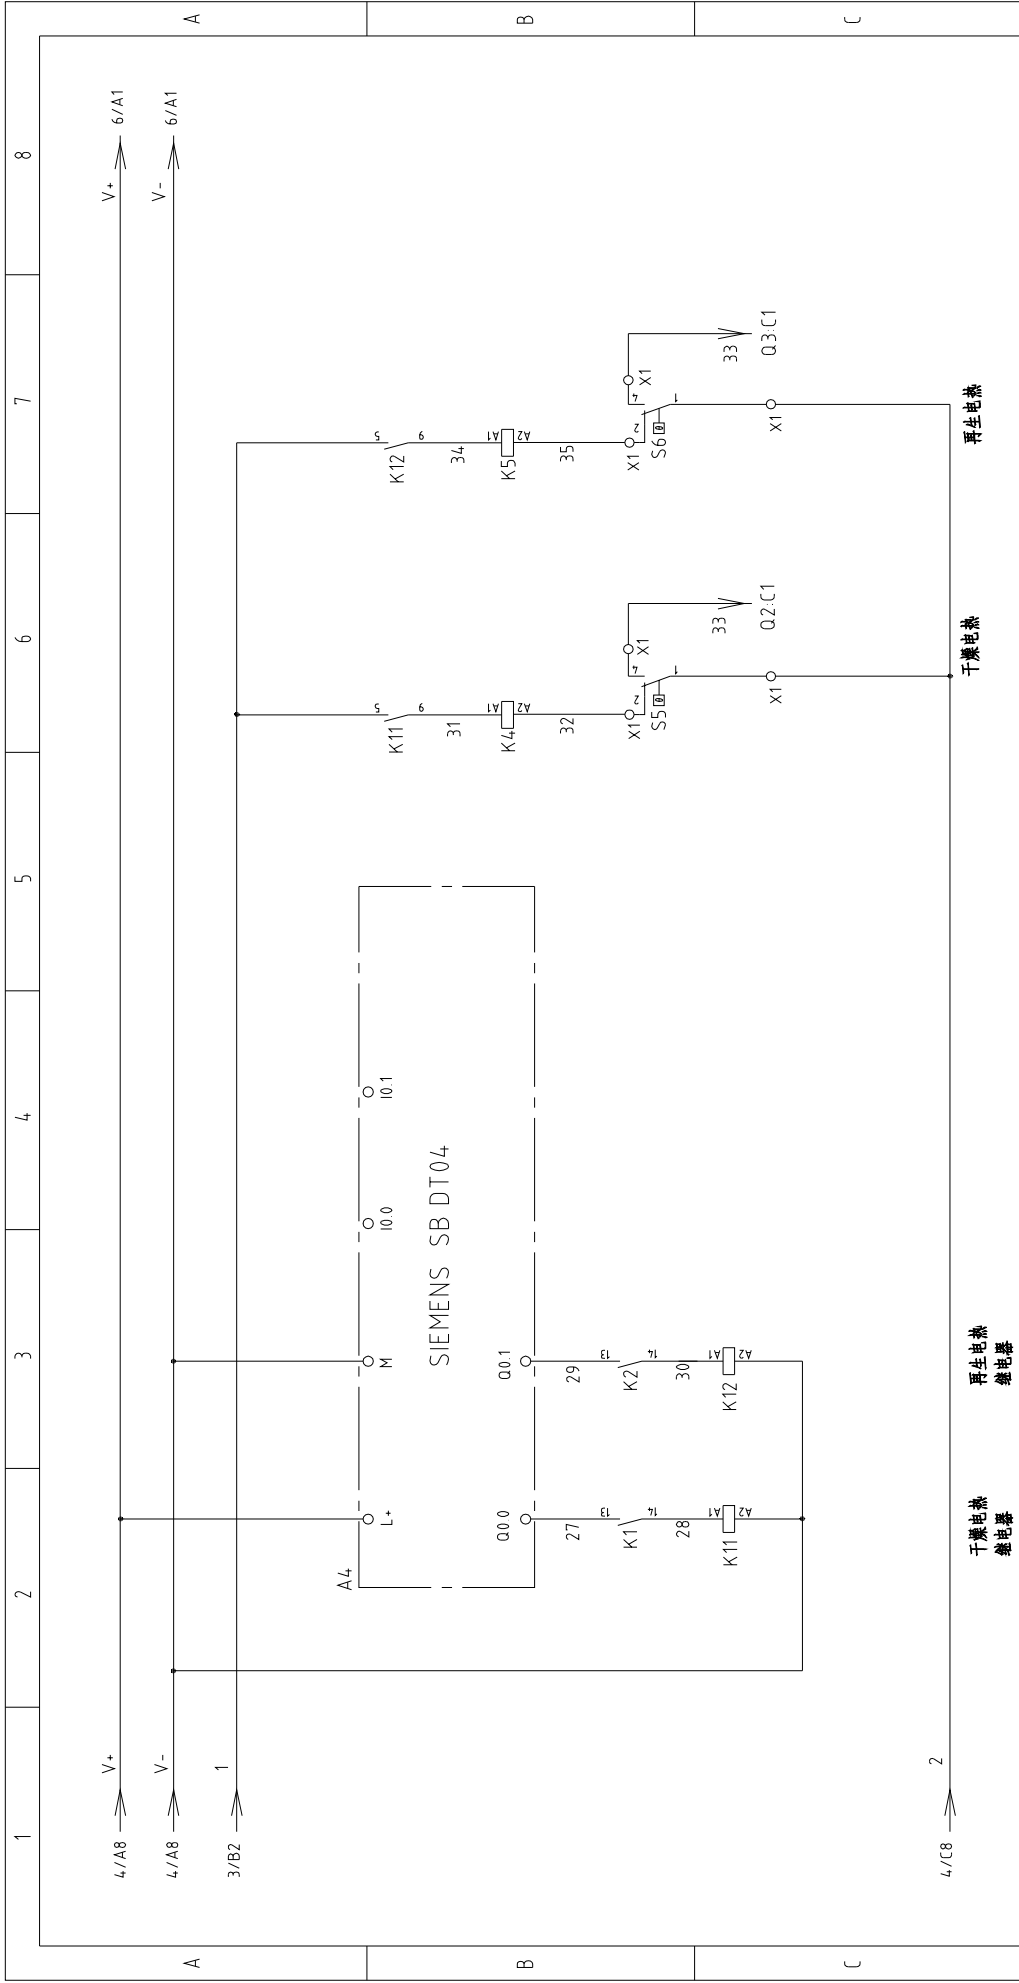 1 2 3 4 5 6 7 8
A
4/A8 V+ V+ 6/A1
4/A8 V- V- 6/A1
3/B2 1
A4
L+ M I0.0 I0.1
SIEMENS SB DT04
Q0.0 Q0.1
B
27 29
13 13
K1 K2
14 14
28 30
A1 A1
K11 K12
A2 A2
5 5
K11 K12
9 9
31 34
A1 A1
K4 K5
A2 A2
32 35
X1 X1 X1 X1
2 4 2 4
S5 θ S6 θ
1 1
33 33
Q2:C1 Q3:C1
X1 X1
C
4/C8 2
干燥电热
继电器
再生电热
继电器
干燥电热
再生电热
A
B
C